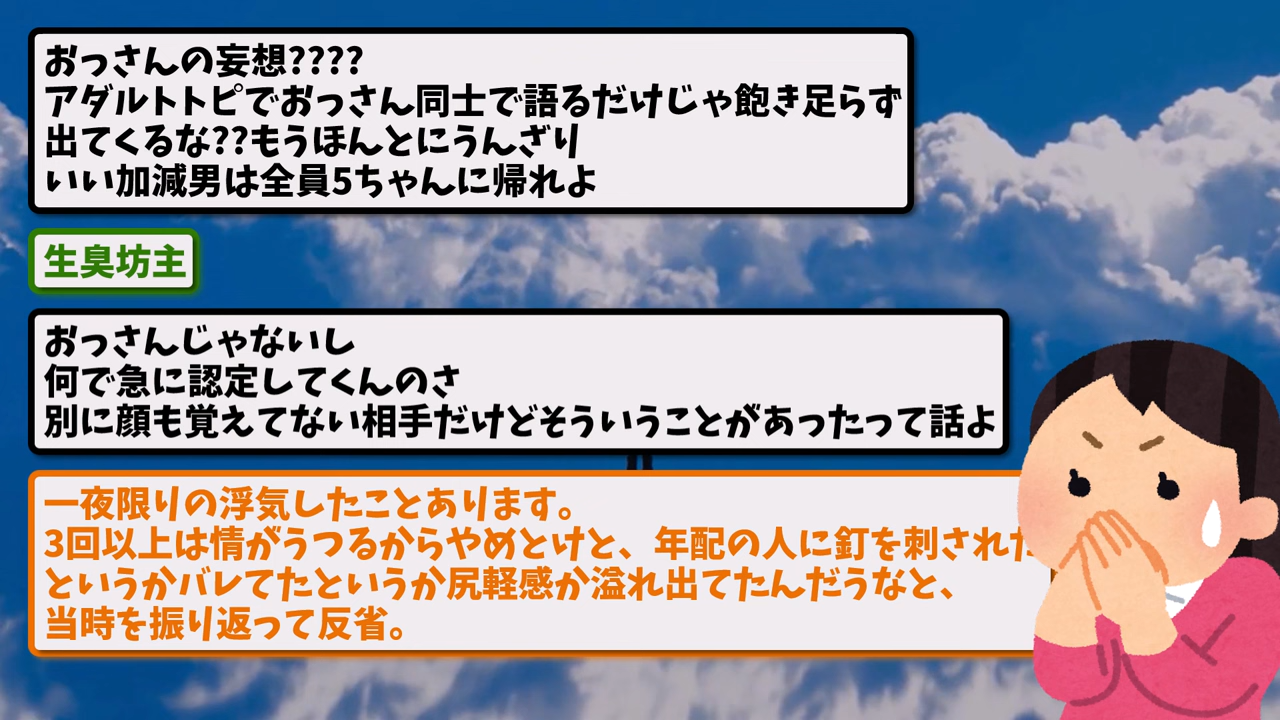 おっさんの妄想????
アダルトトピでおっさん同士で語るだけじゃ飽き足らず
出てくるな??もうほんとにうんざり
いい加減男は全員5ちゃんに帰れよ
生臭坊主
おっさんじゃないし
何で急に認定してくんのさ
別に顔も覚えてない相手だけどそういうことがあったって話よ
一夜限りの浮気したことあります。
3回以上は情がうつるからやめとけと、年配の人に釘を刺された
というかバレてたというか尻軽感か溢れ出てたんだうなと、
当時を振り返って反省。